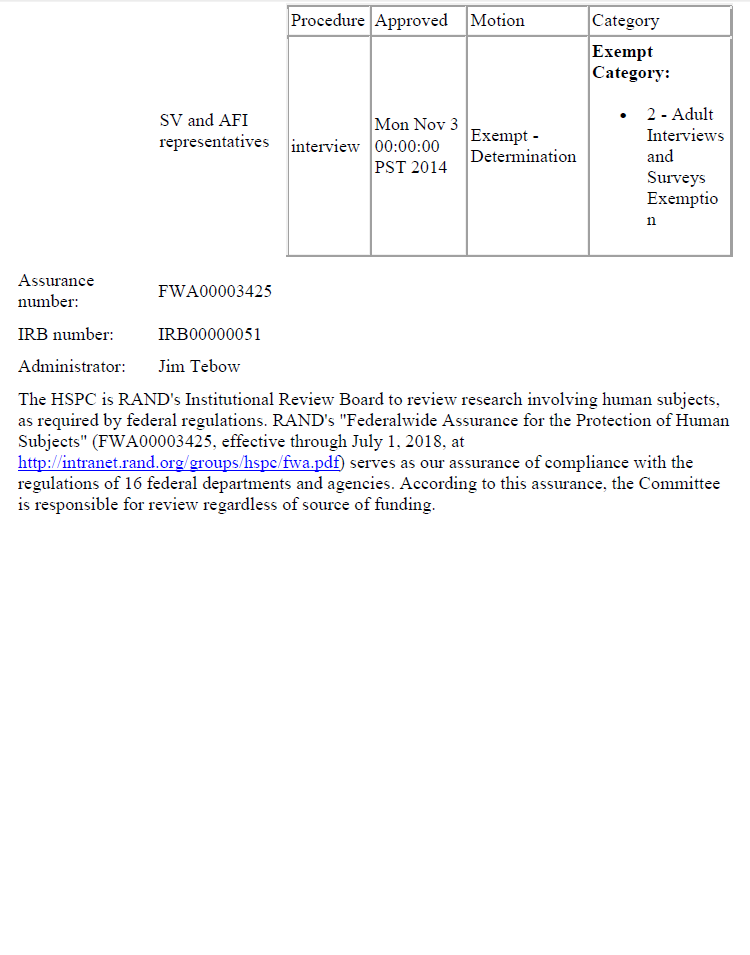 Procedure Approved Motion Category
SV and AFI
representatives
interview
Mon Nov 3
00:00:00
PST 2014
Exempt -
Determination
Exempt
Category:
• 2 - Adult
Interviews
and
Surveys
Exemptio
n
Assurance
number:
FWA00003425
IRB number: IRB00000051
Administrator: Jim Tebow
The HSPC is RAND's Institutional Review Board to review research involving human subjects,
as required by federal regulations. RAND's "Federalwide Assurance for the Protection of Human
Subjects" (FWA00003425, effective through July 1, 2018, at
http://intranet.rand.org/groups/hspc/fwa.pdf) serves as our assurance of compliance with the
regulations of 16 federal departments and agencies. According to this assurance, the Committee
is responsible for review regardless of source of funding.